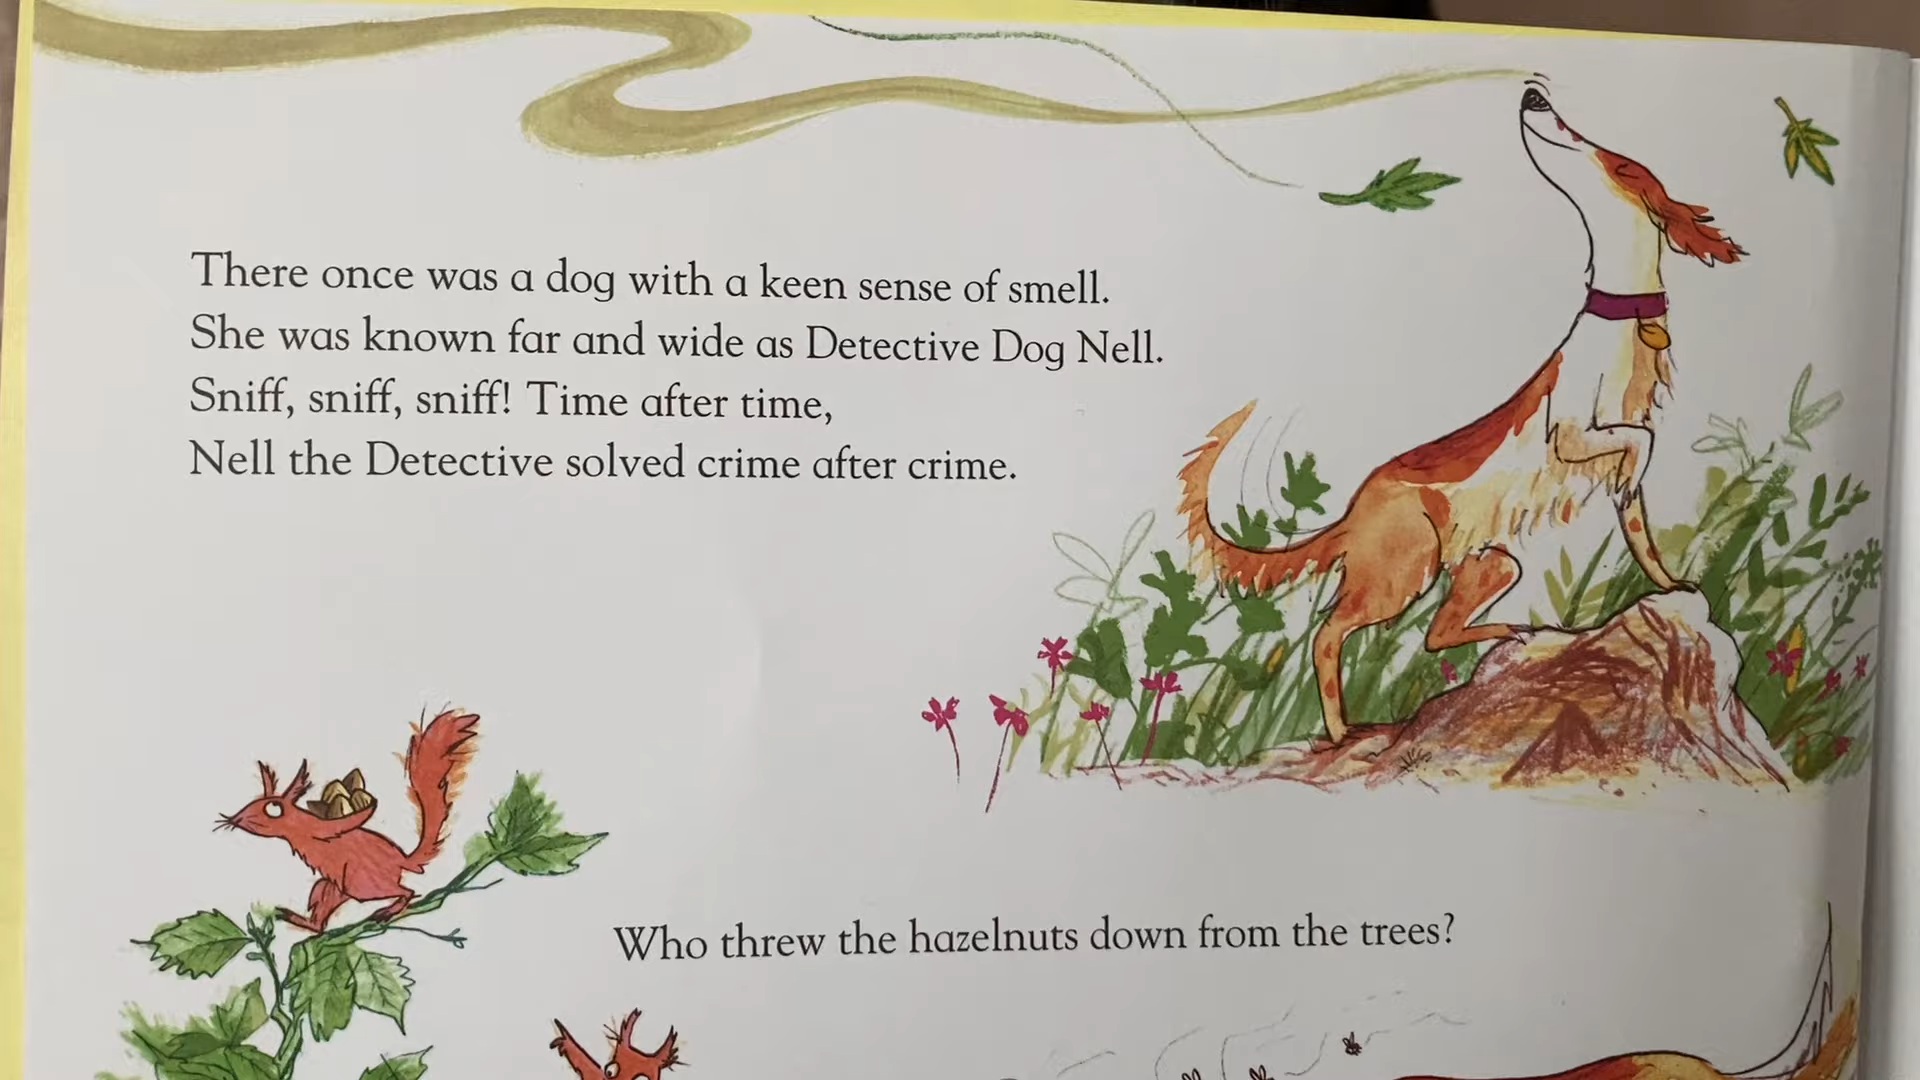 There once was a dog with a keen sense of smell.
She was known far and wide as Detective Dog Nell.
Sniff, sniff, sniff! Time after time,
Nell the Detective solved crime after crime.
Who threw the hazelnuts down from the trees?